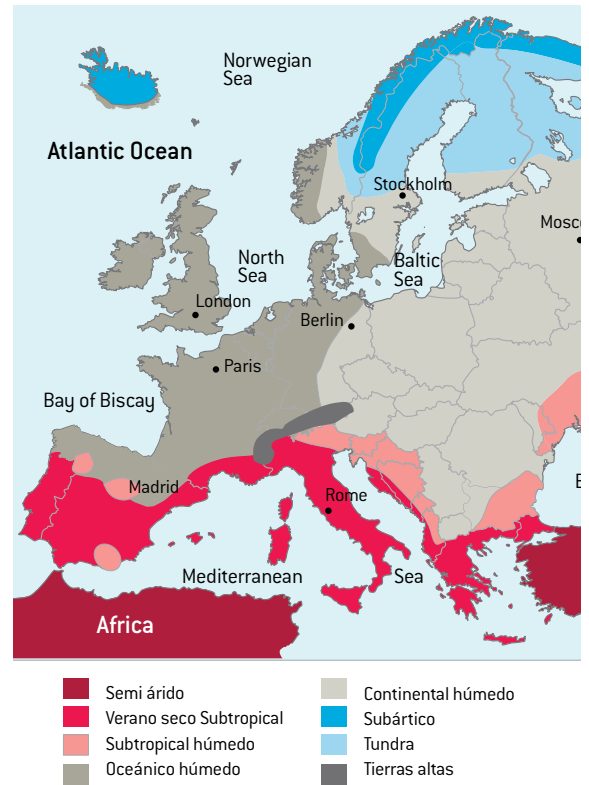 Norwegian
Sea
Atlantic Ocean
Stockholm
Mosc
North
Sea
Baltic
Sea
London
Berlin
Paris
Bay of Biscay
Madrid
Rome
Mediterranean
Sea
Africa
Semi árido
Verano seco Subtropical
Subtropical húmedo
Oceánico húmedo
Continental húmedo
Subártico
Tundra
Tierras altas